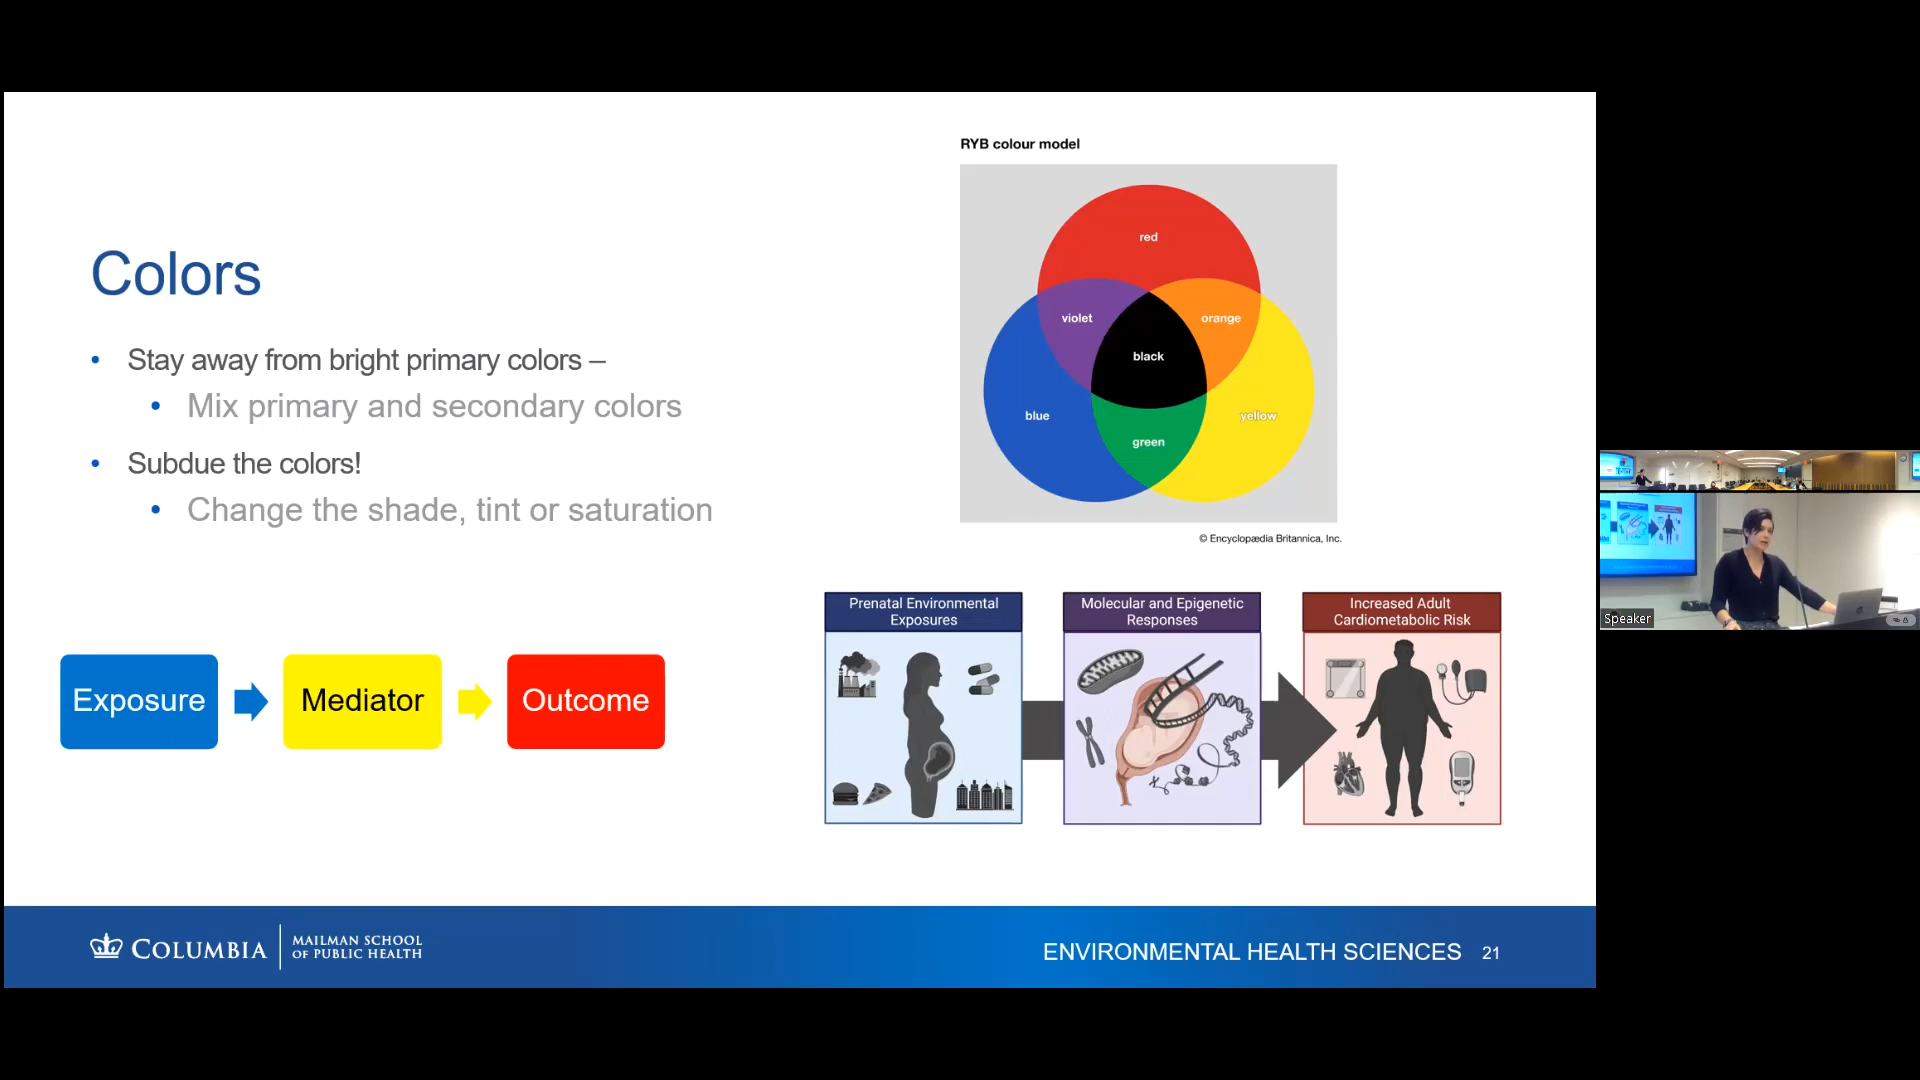 Colors
• Stay away from bright primary colors –
• Mix primary and secondary colors
• Subdue the colors!
• Change the shade, tint or saturation
Exposure
Mediator
Outcome
RYB colour model
red
violet
orange
black
blue
yellow
green
© Encyclopædia Britannica, Inc.
Prenatal Environmental
Exposures
Molecular and Epigenetic
Responses
Increased Adult
Cardiometabolic Risk
COLUMBIA
MAILMAN SCHOOL
OF PUBLIC HEALTH
ENVIRONMENTAL HEALTH SCIENCES 21
Speaker